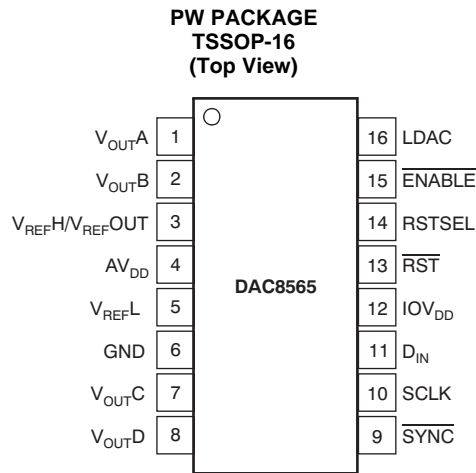 PW PACKAGE
TSSOP-16
(Top View)
VOUTA 1 16 LDAC
VOUTB 2 15 ENABLE
VREFH/VREFOUT 3 14 RSTSEL
AVDD 4 13 RST
DAC8565
VREFL 5 12 IOVDD
GND 6 11 DIN
VOUTC 7 10 SCLK
VOUTD 8 9 SYNC